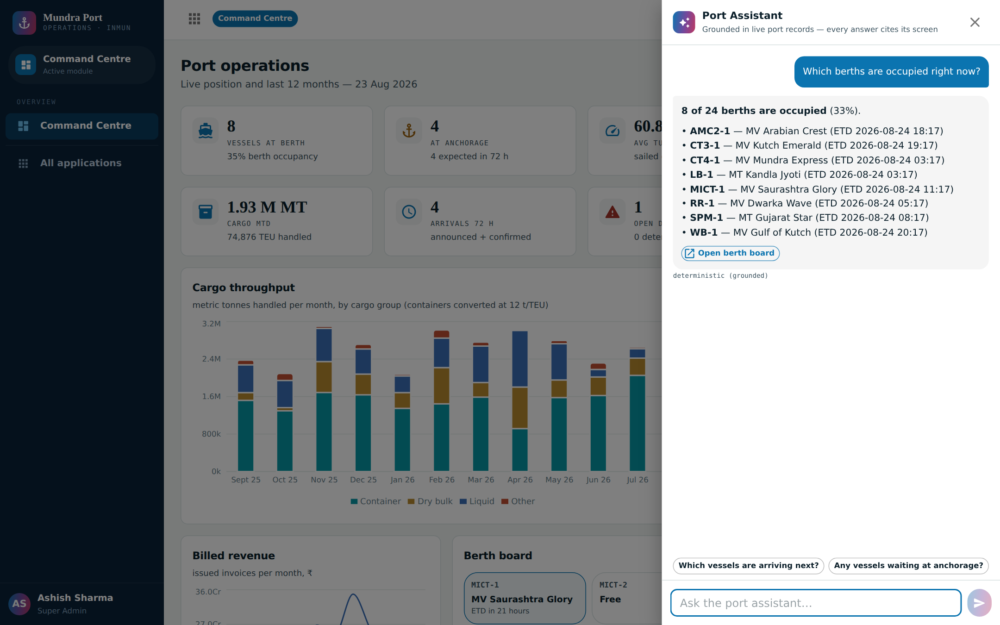 Mundra Port
OPERATIONS · INMUN
Command Centre
Active module
OVERVIEW
Command Centre
All applications
AS
Ashish Sharma
Super Admin
Command Centre
Port operations
Live position and last 12 months — 23 Aug 2026
8
VESSELS AT BERTH
35% berth occupancy
4
AT ANCHORAGE
4 expected in 72 h
60.8
AVG TU
sailed
1.93 M MT
CARGO MTD
74,876 TEU handled
4
ARRIVALS 72 H
announced + confirmed
1
OPEN D
0 deter
Cargo throughput
metric tonnes handled per month, by cargo group (containers converted at 12 t/TEU)
3.2M
2.4M
1.6M
800k
0k
Sept 25 Oct 25 Nov 25 Dec 25 Jan 26 Feb 26 Mar 26 Apr 26 May 26 Jun 26 Jul 26
Container Dry bulk Liquid Other
Billed revenue
issued invoices per month, ₹
36.0Cr
27.0Cr
Berth board
MICT-1
MV Saurashtra Glory
ETD in 21 hours
MICT-2
Free
Port Assistant
Grounded in live port records — every answer cites its screen
Which berths are occupied right now?
8 of 24 berths are occupied (33%).
• AMC2-1 — MV Arabian Crest (ETD 2026-08-24 18:17)
• CT3-1 — MV Kutch Emerald (ETD 2026-08-24 19:17)
• CT4-1 — MV Mundra Express (ETD 2026-08-24 03:17)
• LB-1 — MT Kandla Jyoti (ETD 2026-08-24 03:17)
• MICT-1 — MV Saurashtra Glory (ETD 2026-08-24 11:17)
• RR-1 — MV Dwarka Wave (ETD 2026-08-24 05:17)
• SPM-1 — MT Gujarat Star (ETD 2026-08-24 08:17)
• WB-1 — MV Gulf of Kutch (ETD 2026-08-24 20:17)
Open berth board
deterministic (grounded)
Which vessels are arriving next?
Any vessels waiting at anchorage?
Ask the port assistant…